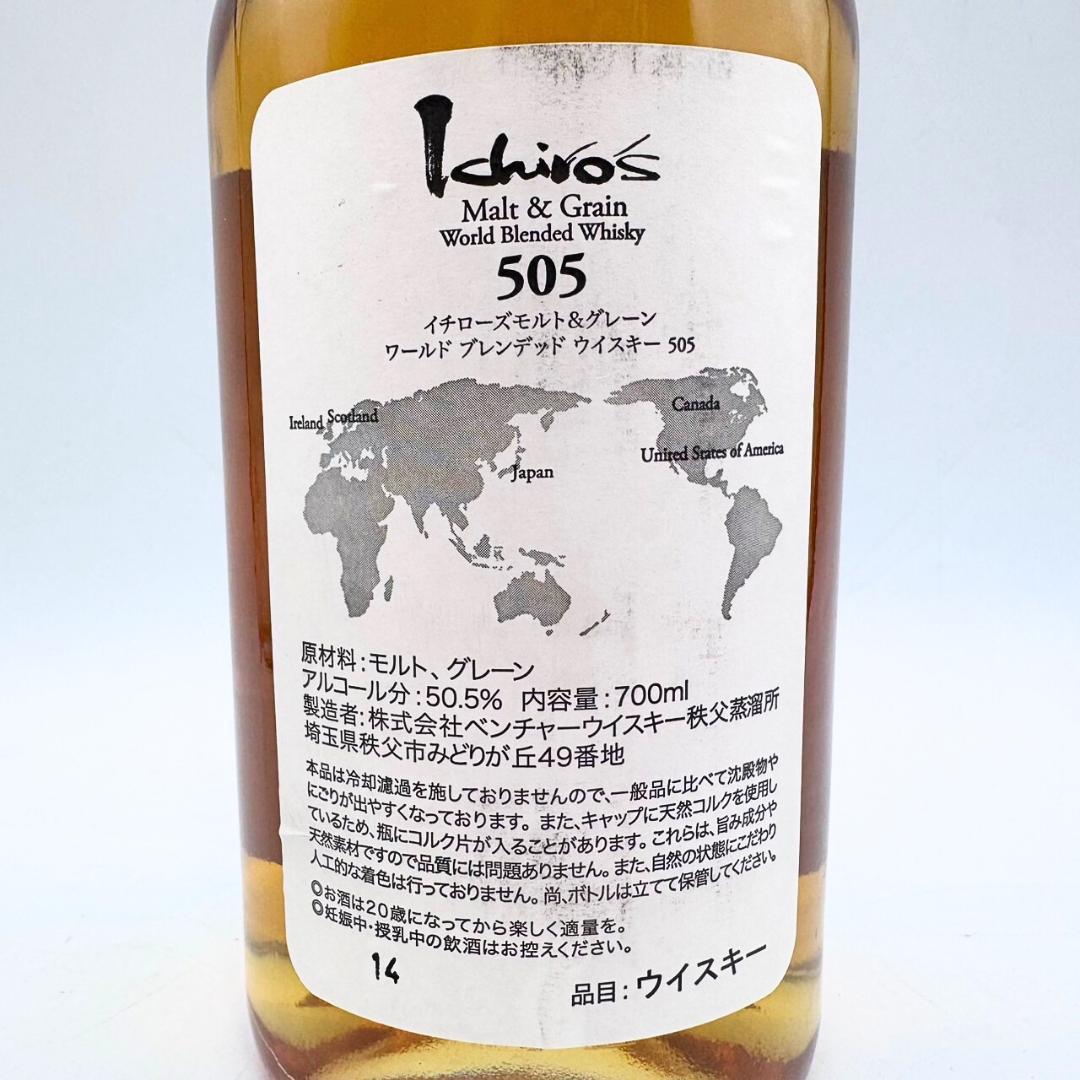 Ichiro's
Malt & Grain
World Blended Whisky
505
イチローズモルト&グレーン
ワールド ブレンデッド ウイスキー 505
Ireland Scotland
Canada
United States of America
Japan
原材料:モルト、グレーン
アルコール分:50.5% 内容量:700ml
製造者:株式会社ベンチャーウイスキー秩父蒸溜所
埼玉県秩父市みどりが丘49番地
本品は冷却濾過を施しておりませんので、一般品に比べて沈殿物や
にごりが出やすくなっております。また、キャップに天然コルクを使用し
ているため、瓶にコルク片が入ることがあります。これらは、旨み成分や
天然素材ですので品質には問題ありません。また、自然の状態にこだわり
人工的な着色は行っておりません。尚、ボトルは立てて保管してください。
◎お酒は20歳になってから楽しく適量を。
◎妊娠中・授乳中の飲酒はお控えください。
14
品目:ウイスキー